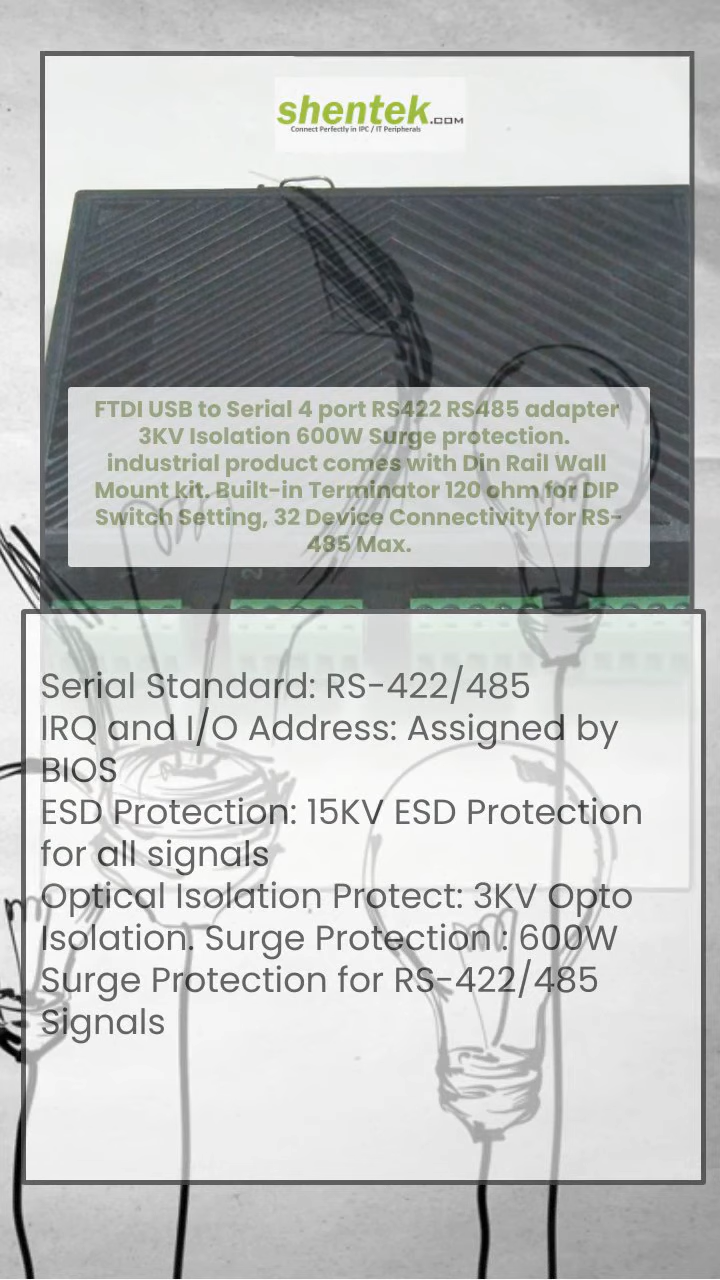 shentek.com
Connect Perfectly in IPC / IT Peripherals
FTDI USB to Serial 4 port RS422 RS485 adapter
3KV Isolation 600W Surge protection.
industrial product comes with Din Rail Wall
Mount kit. Built-in Terminator 120 ohm for DIP
Switch Setting, 32 Device Connectivity for RS-
485 Max.
Serial Standard: RS-422/485
IRQ and I/O Address: Assigned by
BIOS
ESD Protection: 15KV ESD Protection
for all signals
Optical Isolation Protect: 3KV Opto
Isolation. Surge Protection : 600W
Surge Protection for RS-422/485
Signals